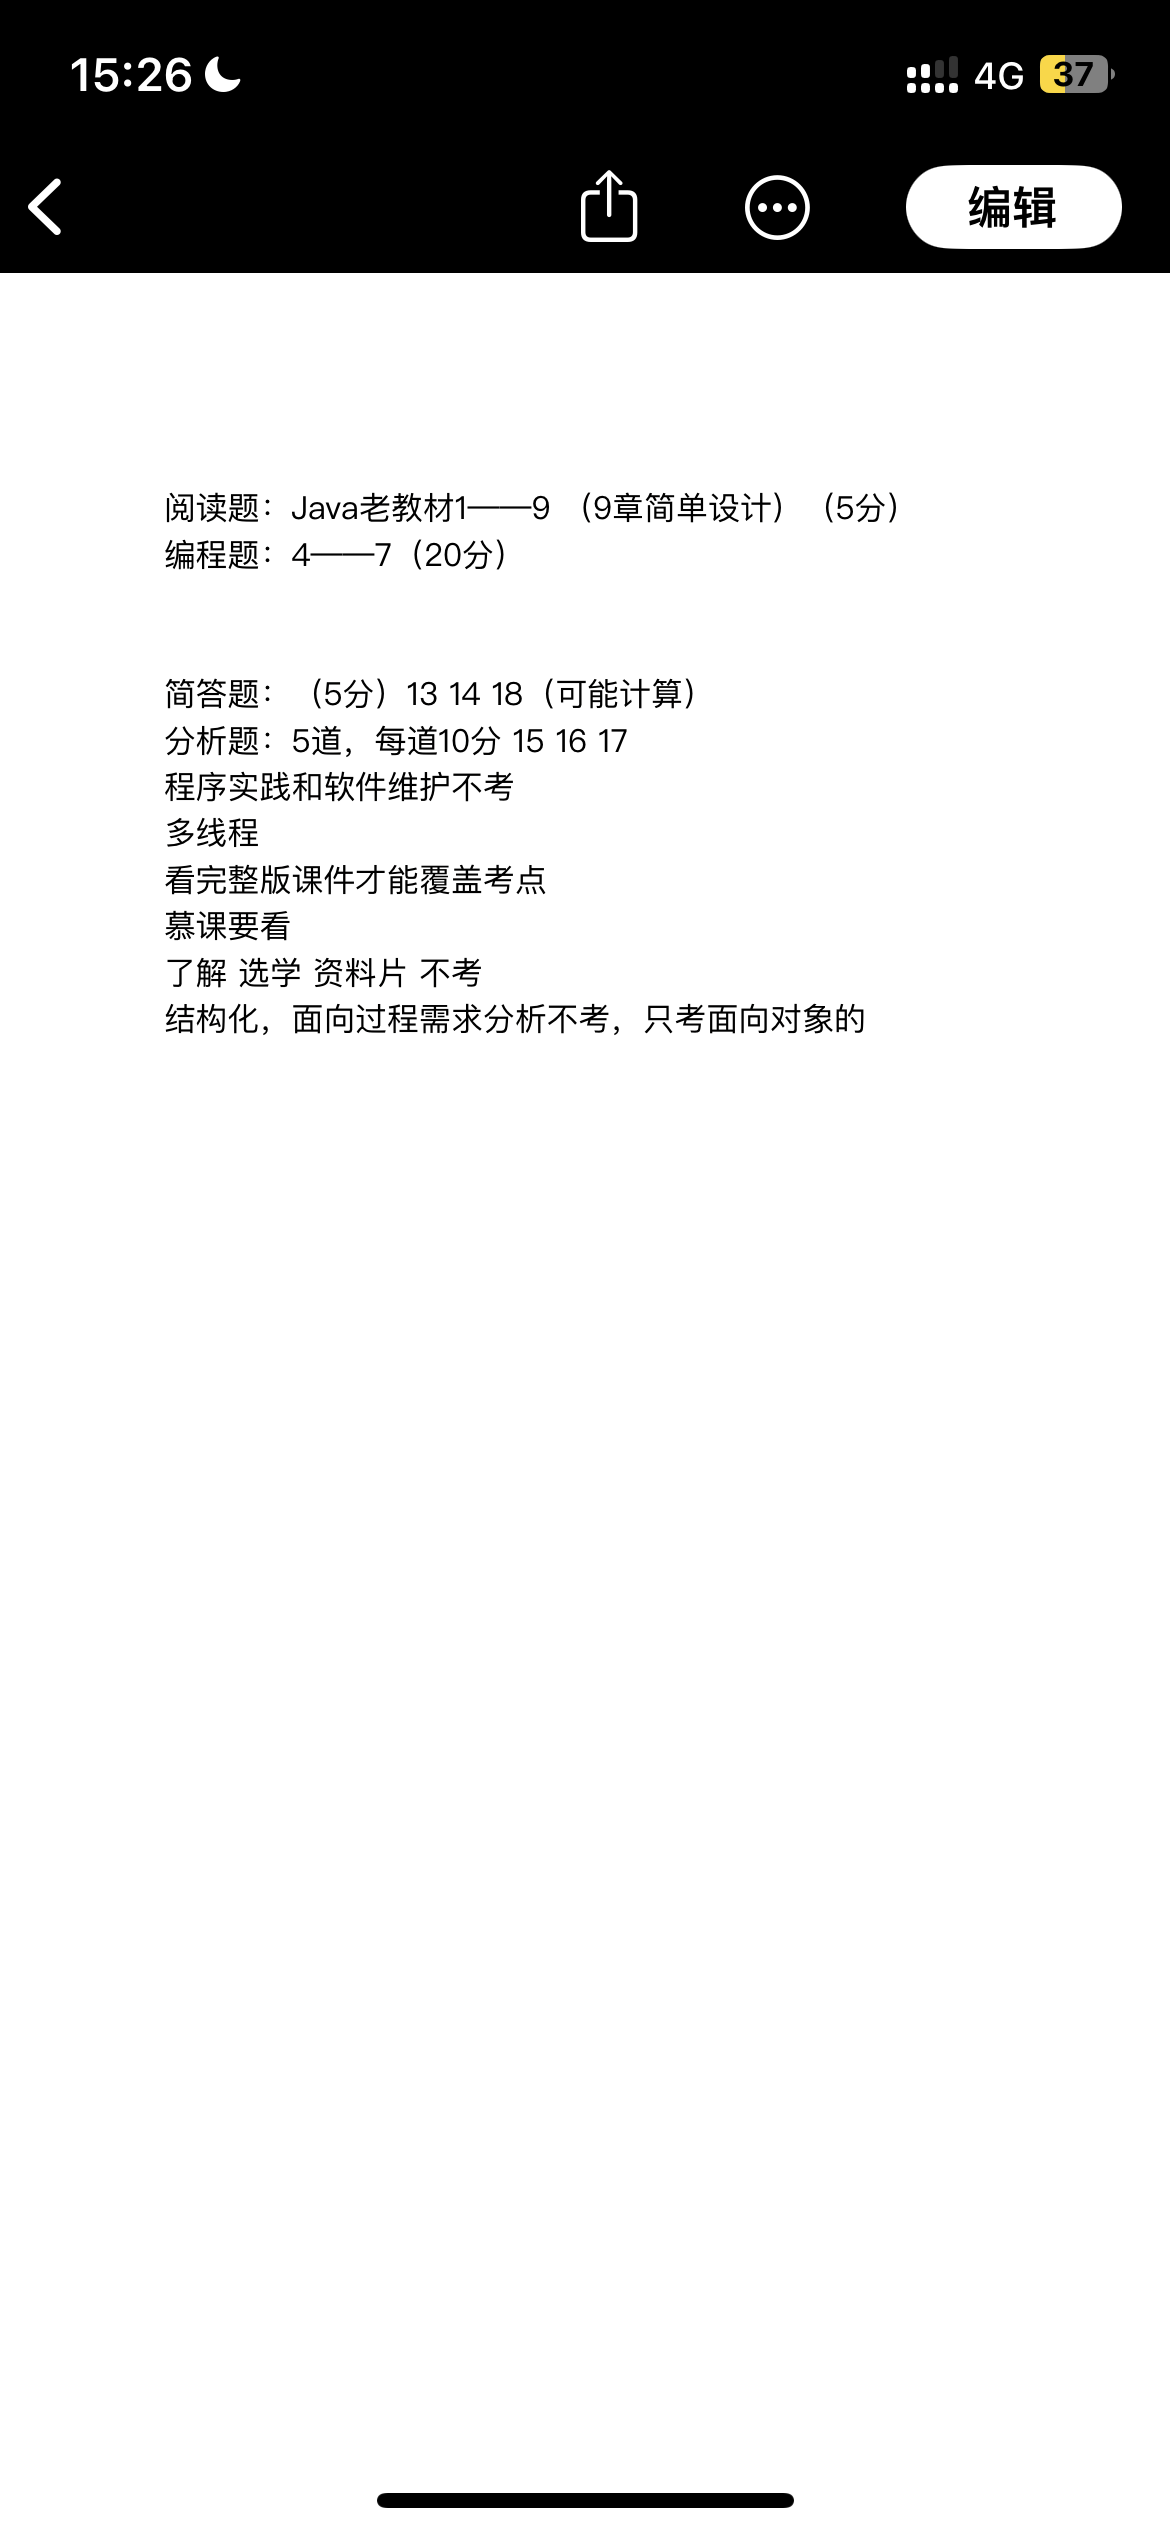 15:26
4G
37
编辑
阅读题：Java老教材1——9 （9章简单设计）（5分）
编程题：4——7（20分）
简答题：（5分）13 14 18（可能计算）
分析题：5道，每道10分 15 16 17
程序实践和软件维护不考
多线程
看完整版课件才能覆盖考点
慕课要看
了解 选学 资料片 不考
结构化，面向过程需求分析不考，只考面向对象的